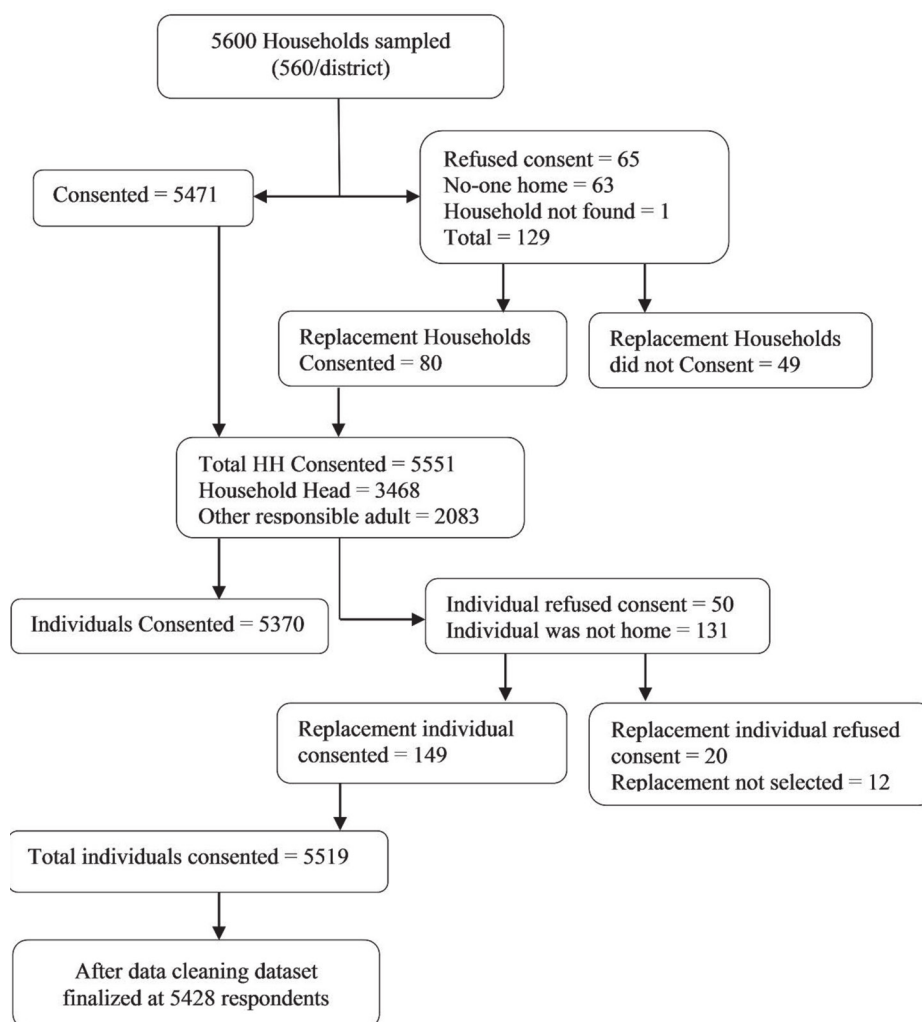 5600 Households sampled
(560/district)
Consented = 5471
Refused consent = 65
No-one home = 63
Household not found = 1
Total = 129
Replacement Households
Consented = 80
Replacement Households
did not Consent = 49
Total HH Consented = 5551
Household Head = 3468
Other responsible adult = 2083
Individuals Consented = 5370
Individual refused consent = 50
Individual was not home = 131
Replacement individual
consented = 149
Replacement individual refused
consent = 20
Replacement not selected = 12
Total individuals consented = 5519
After data cleaning dataset
finalized at 5428 respondents